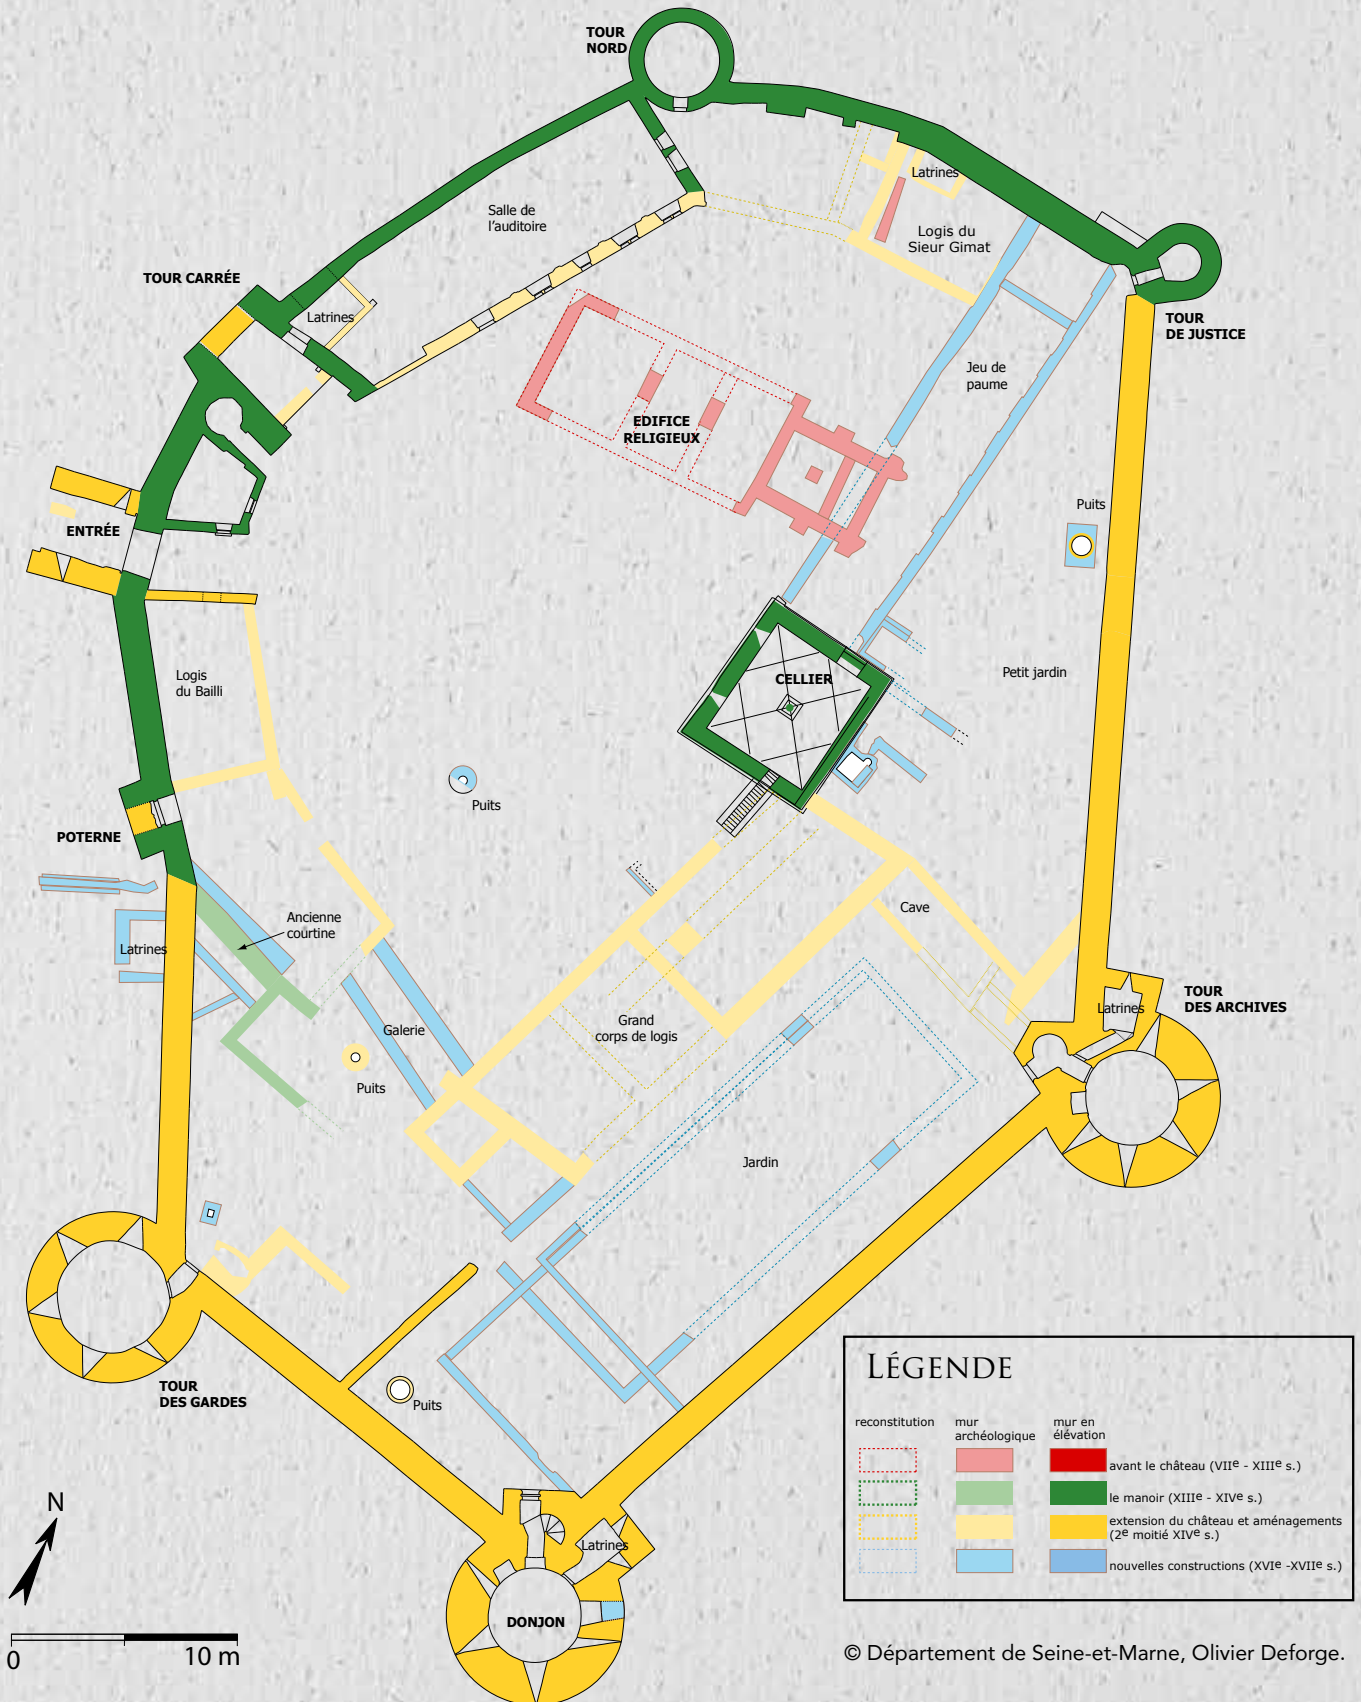 TOUR
NORD
Latrines
Salle de
l'auditoire
Logis du
Sieur Gimat
TOUR CARRÉE
Latrines
TOUR
DE JUSTICE
Jeu de
paume
EDIFICE
RELIGIEUX
Puits
ENTRÉE
Petit jardin
Logis
du Bailli
CELLIER
Puits
POTERNE
Cave
Ancienne
courtine
Latrines
TOUR
DES ARCHIVES
Latrines
Grand
corps de logis
Galerie
Puits
Jardin
TOUR
DES GARDES
Puits
LÉGENDE
reconstitution
mur
archéologique
mur en
élévation
avant le château (VIIe - XIIIe s.)
le manoir (XIIIe - XIVe s.)
extension du château et aménagements
(2e moitié XIVe s.)
nouvelles constructions (XVIe -XVIIe s.)
N
Latrines
DONJON
0 10 m
© Département de Seine-et-Marne, Olivier Deforge.